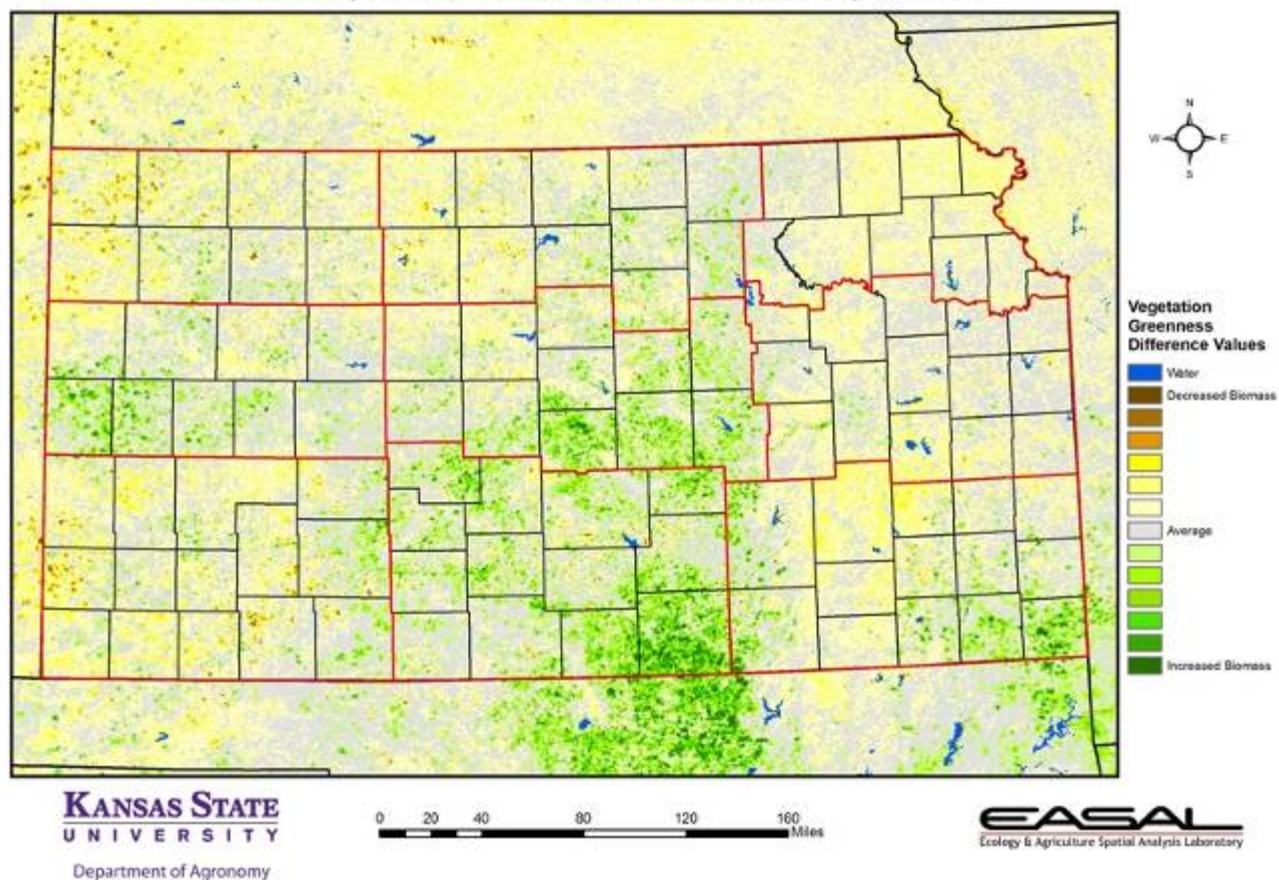 N
W E
S
Vegetation
Greenness
Difference Values
Water
Decreased Biomass
Average
Increased Biomass
KANSAS STATE
UNIVERSITY
Department of Agronomy
0 20 40 80 120 160
Miles
EASAL
Ecology & Agriculture Spatial Analysis Laboratory